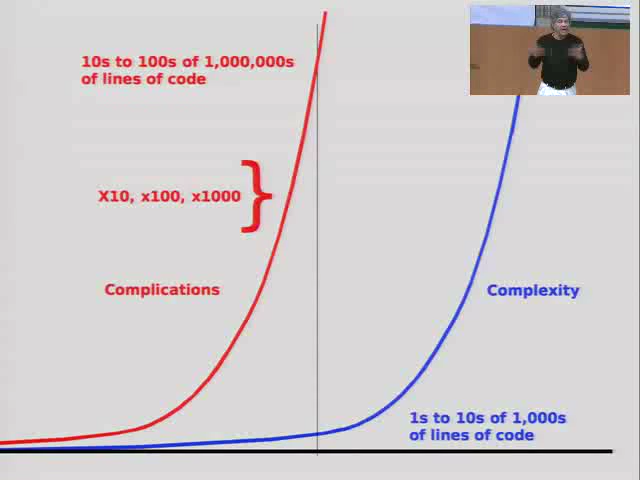 10s to 100s of 1,000,000s
of lines of code
X10, x100, x1000
}
Complications
Complexity
1s to 10s of 1,000s
of lines of code